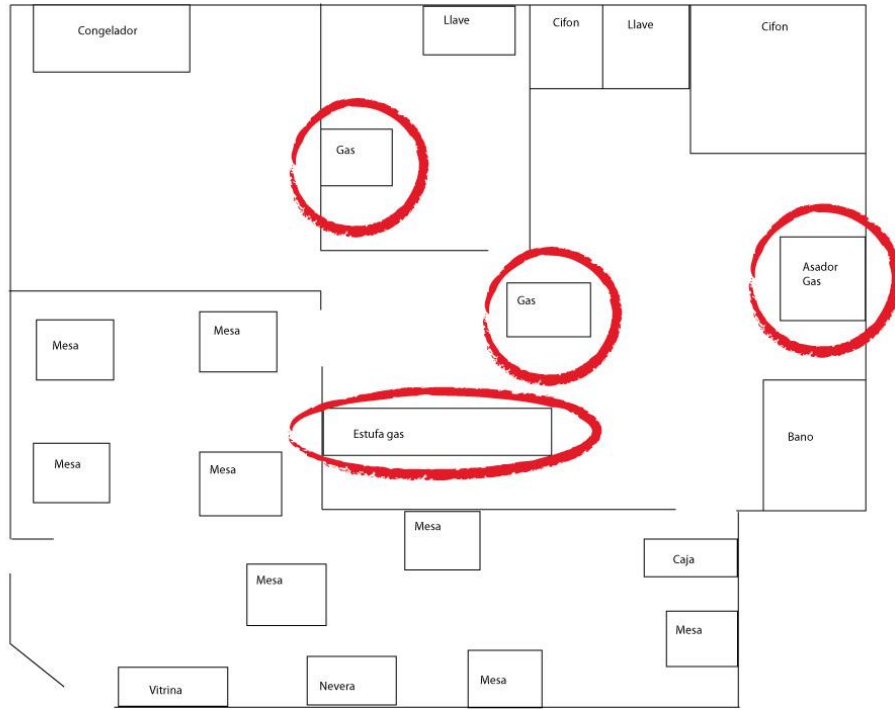 Congelador
Llave
Cifon
Llave
Cifon
Gas
Gas
Asador
Gas
Mesa
Mesa
Estufa gas
Bano
Mesa
Mesa
Mesa
Caja
Mesa
Mesa
Vitrina
Nevera
Mesa